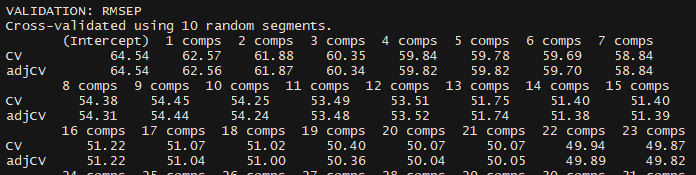 VALIDATION: RMSEP
Cross-validated using 10 random segments.
(Intercept) 1 comps 2 comps 3 comps 4 comps 5 comps 6 comps 7 comps
CV 64.54 62.57 61.88 60.35 59.84 59.78 59.69 58.84
adjCV 64.54 62.56 61.87 60.34 59.82 59.82 59.70 58.84
8 comps 9 comps 10 comps 11 comps 12 comps 13 comps 14 comps 15 comps
CV 54.38 54.45 54.25 53.49 53.51 51.75 51.40 51.40
adjCV 54.31 54.44 54.24 53.48 53.52 51.74 51.38 51.39
16 comps 17 comps 18 comps 19 comps 20 comps 21 comps 22 comps 23 comps
CV 51.22 51.07 51.02 50.40 50.07 50.07 49.94 49.87
adjCV 51.22 51.04 51.00 50.36 50.04 50.05 49.89 49.82